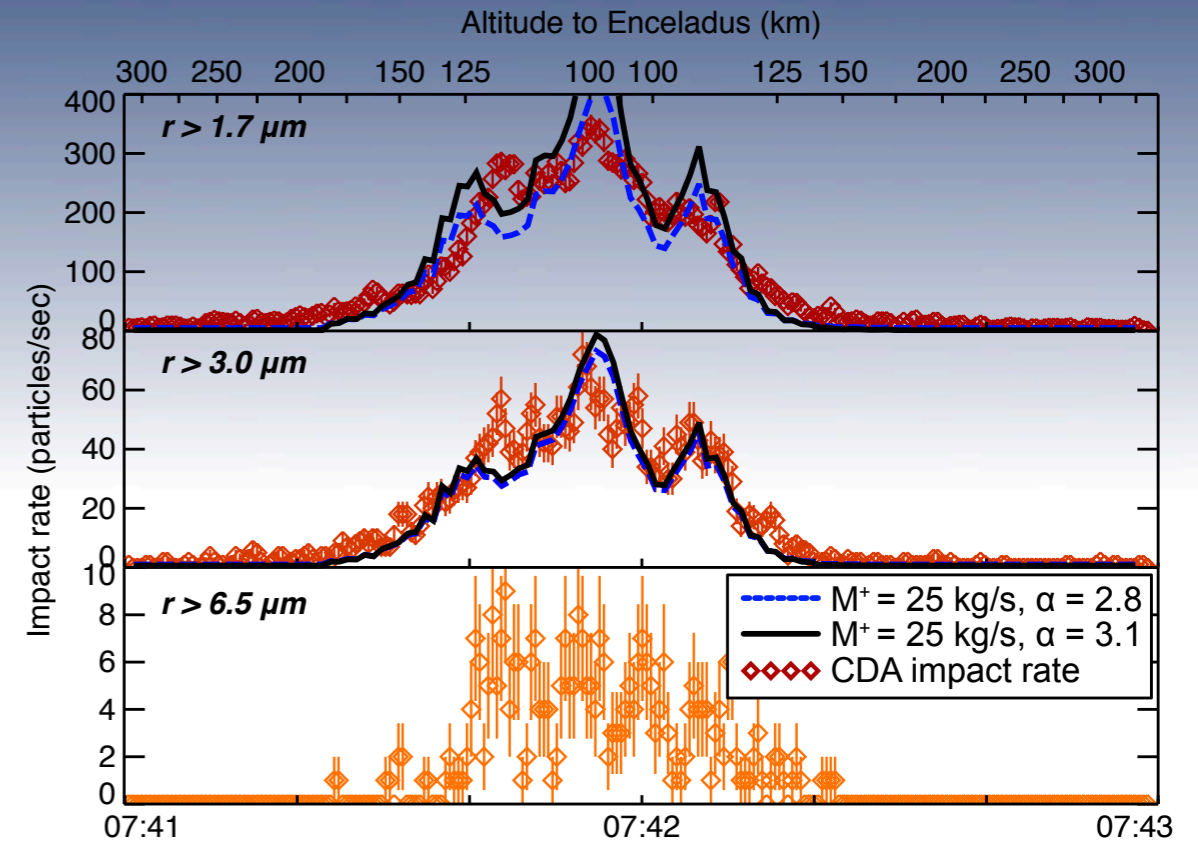 Altitude to Enceladus (km)
300 250 200 150 125 100 100 125 150 200 250 300
400
r > 1.7 µm
300
200
100
0
80
r > 3.0 µm
60
40
20
0
10
r > 6.5 µm
8
6
4
2
0
Impact rate (particles/sec)
M+ = 25 kg/s, α = 2.8
M+ = 25 kg/s, α = 3.1
CDA impact rate
07:41 07:42 07:43